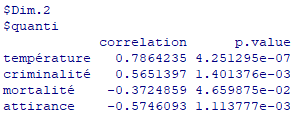 $Dim.2
$quanti
correlation p.value
température 0.7864235 4.251295e-07
criminalité 0.5651397 1.401376e-03
mortalité -0.3724859 4.659875e-02
attirance -0.5746093 1.113777e-03